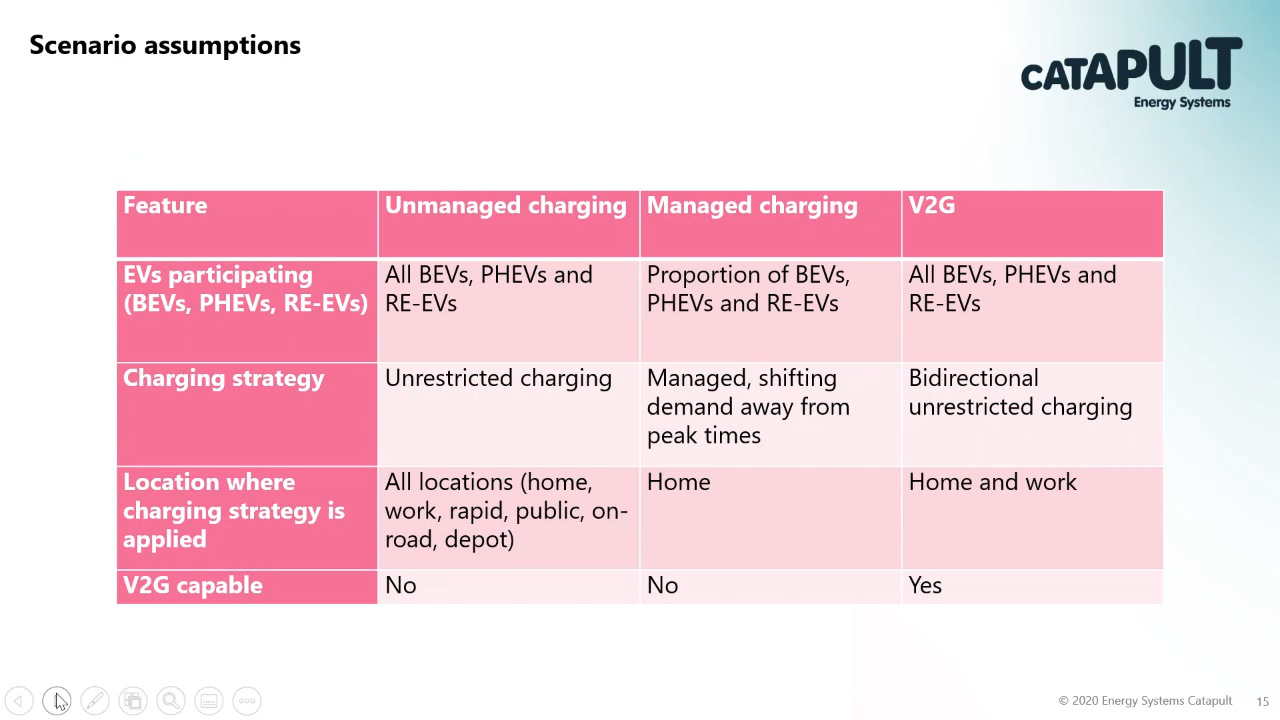 Scenario assumptions
CATAPULT
Energy Systems
Feature
Unmanaged charging
Managed charging
V2G
EVs participating
(BEVs, PHEVs, RE-EVs)
All BEVs, PHEVs and
RE-EVs
Proportion of BEVs,
PHEVs and RE-EVs
All BEVs, PHEVs and
RE-EVs
Charging strategy
Unrestricted charging
Managed, shifting
demand away from
peak times
Bidirectional
unrestricted charging
Location where
charging strategy is
applied
All locations (home,
work, rapid, public, on-
road, depot)
Home
Home and work
V2G capable
No
No
Yes
© 2020 Energy Systems Catapult
15